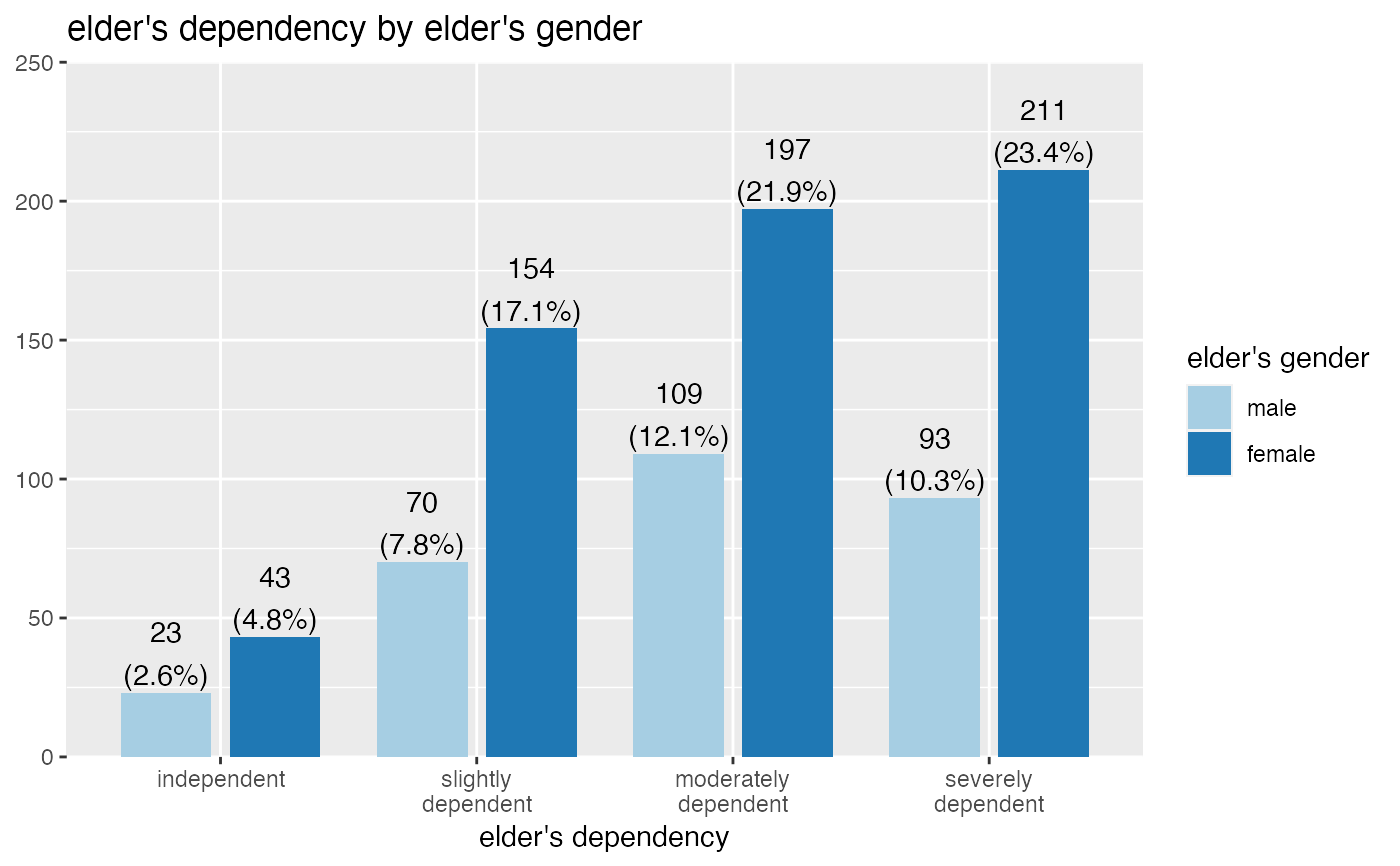 elder's dependency by elder's gender
250
200
150
100
50
0
23
(2.6%)
43
(4.8%)
70
(7.8%)
154
(17.1%)
109
(12.1%)
197
(21.9%)
93
(10.3%)
211
(23.4%)
independent
slightly
dependent
moderately
dependent
severely
dependent
elder's dependency
elder's gender
male
female